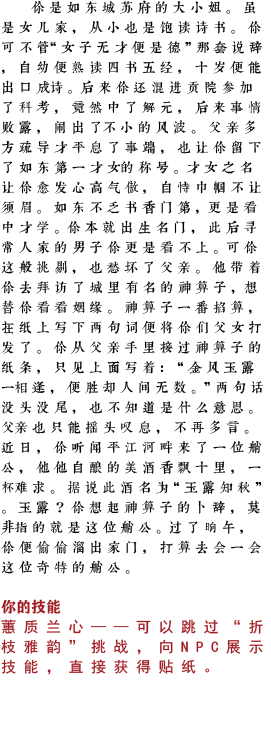 你是如东城苏府的大小姐。虽
是女儿家，从小也是饱读诗书。你
可不管“女子无才便是德”那套说辞
，自幼便熟读四书五经，十岁便能
出口成诗。后来你还混进贡院参加
了科考，竟然中了解元，后来事情
败露，闹出了不小的风波。父亲多
方疏导才平息了事端，也让你留下
了如东第一才女的称号。才女之名
让你愈发心高气傲，自恃巾帼不让
须眉。如东不乏书香门第，更是看
中才学。你本就出生名门，此后寻
常人家的男子你更是看不上。可你
这般挑剔，也愁坏了父亲。他带着
你去拜访了城里有名的神算子，想
替你看看姻缘。神算子一番掐算，
在纸上写下两句词便将你们父女打
发了。你从父亲手里接过神算子的
纸条，只见上面写着：“金风玉露
一相逢，便胜却人间无数。”两句话
没头没尾，也不知道是什么意思。
父亲也只能摇头叹息，不再多言。
近日，你听闻平江河畔来了一位艄
公，他他自酿的美酒香飘十里，一
杯难求。据说此酒名为“玉露知秋”
。玉露？你想起神算子的卜辞，莫
非指的就是这位艄公。过了晌午，
你便偷偷溜出家门，打算去会一会
这位奇特的艄公。
你的技能
蕙质兰心——可以跳过“折
枝雅韵”挑战，向NPC展示
技能，直接获得贴纸。